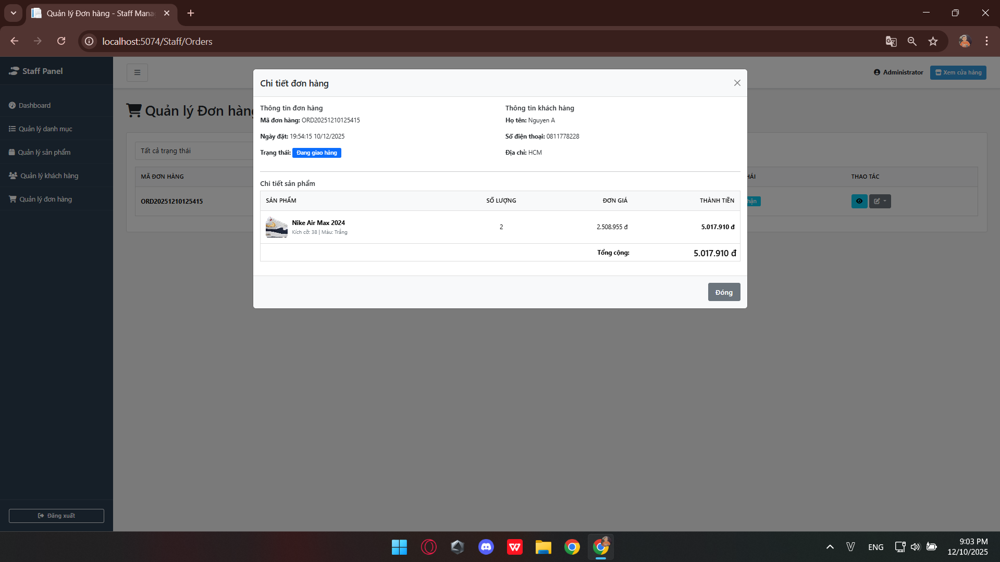 Quản lý Đơn hàng - Staff Mana
localhost:5074/Staff/Orders
Staff Panel
Administrator
Xem cửa hàng
Dashboard
Quản lý danh mục
Quản lý sản phẩm
Quản lý khách hàng
Quản lý đơn hàng
Đăng xuất
Quản lý Đơn hàng
Tất cả trạng thái
MÃ ĐƠN HÀNG
HÁI
THAO TÁC
ORD20251210125415
Chi tiết đơn hàng
Thông tin đơn hàng
Mã đơn hàng: ORD20251210125415
Ngày đặt: 19:54:15 10/12/2025
Trạng thái: Đang giao hàng
Thông tin khách hàng
Họ tên: Nguyen A
Số điện thoại: 0811778228
Địa chỉ: HCM
Chi tiết sản phẩm
SẢN PHẨM SỐ LƯỢNG ĐƠN GIÁ THÀNH TIỀN
Nike Air Max 2024
Kích cỡ: 38 | Màu: Trắng
2 2.508.955 đ 5.017.910 đ
Tổng cộng: 5.017.910 đ
Đóng
ENG
9:03 PM
12/10/2025